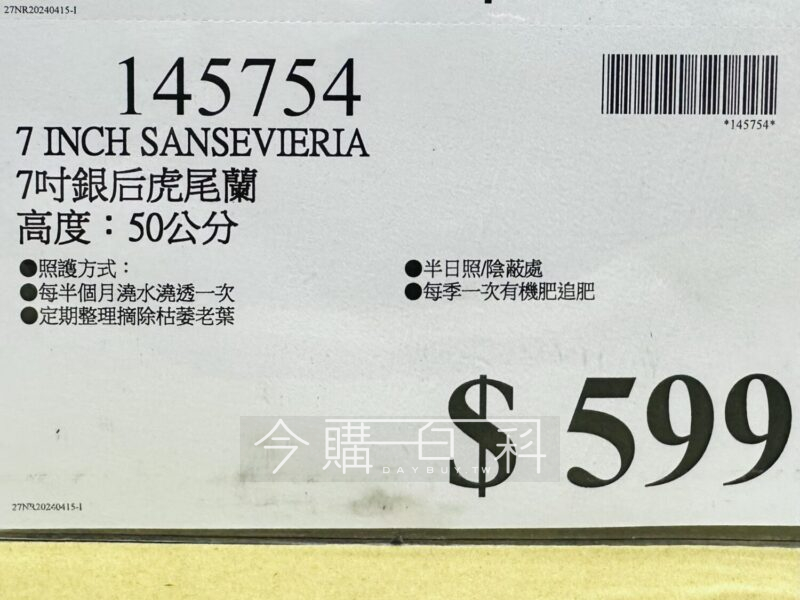 27NR20240415-1
145754
*145754*
7 INCH SANSEVIERIA
7吋銀后虎尾蘭
高度：50公分
●照護方式：
●每半個月澆水澆透一次
●定期整理摘除枯萎老葉
●半日照/陰蔽處
●每季一次有機肥追肥
$ 599
今購百科
DAYBUY.TW
27NR20240415-1